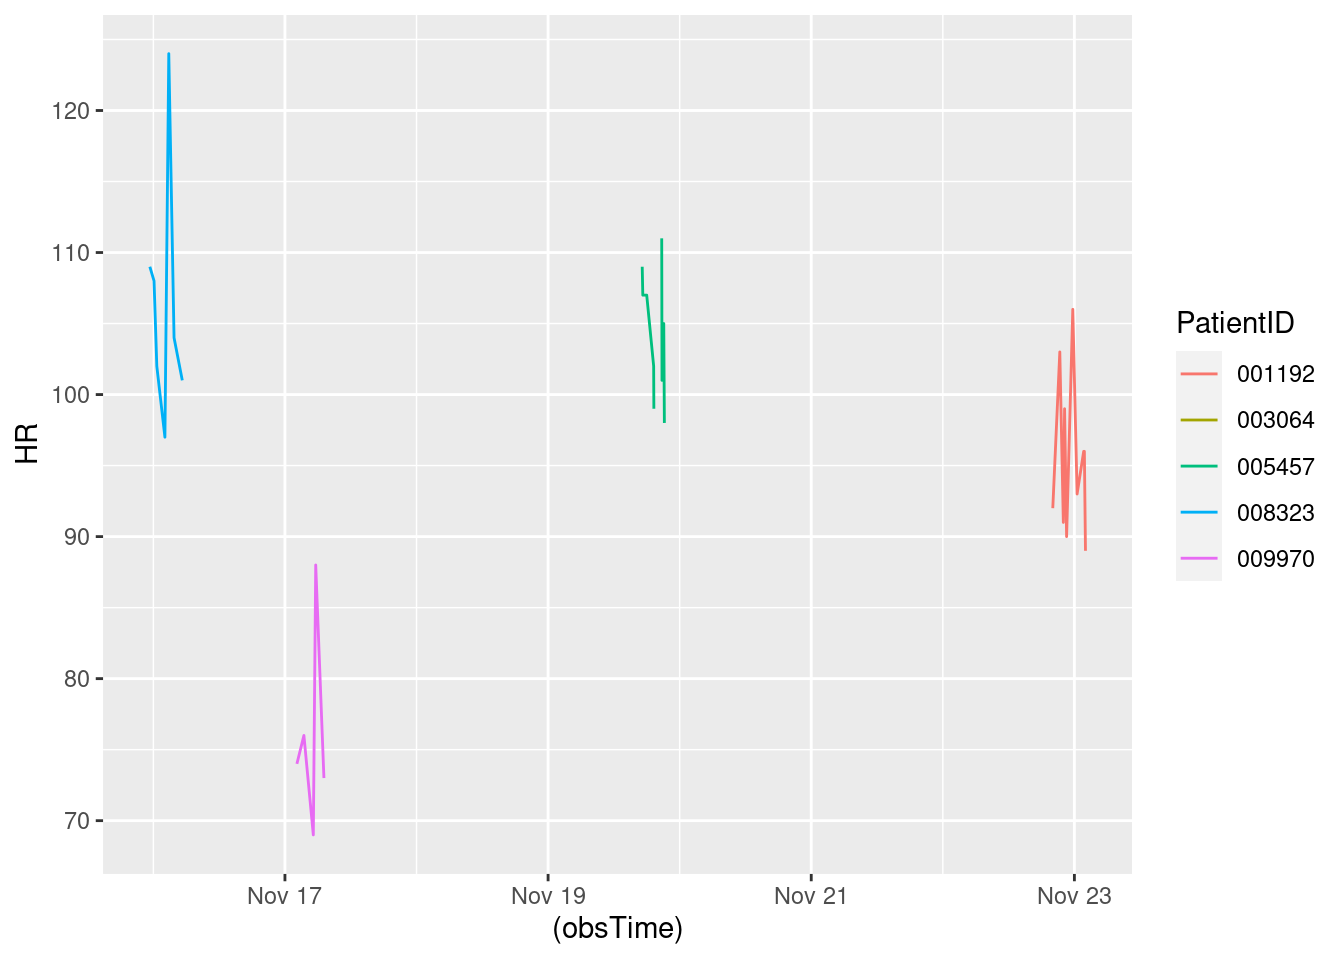 120
110
100
90
80
70
HR
Nov 17
Nov 19
Nov 21
Nov 23
(obsTime)
PatientID
001192
003064
005457
008323
009970